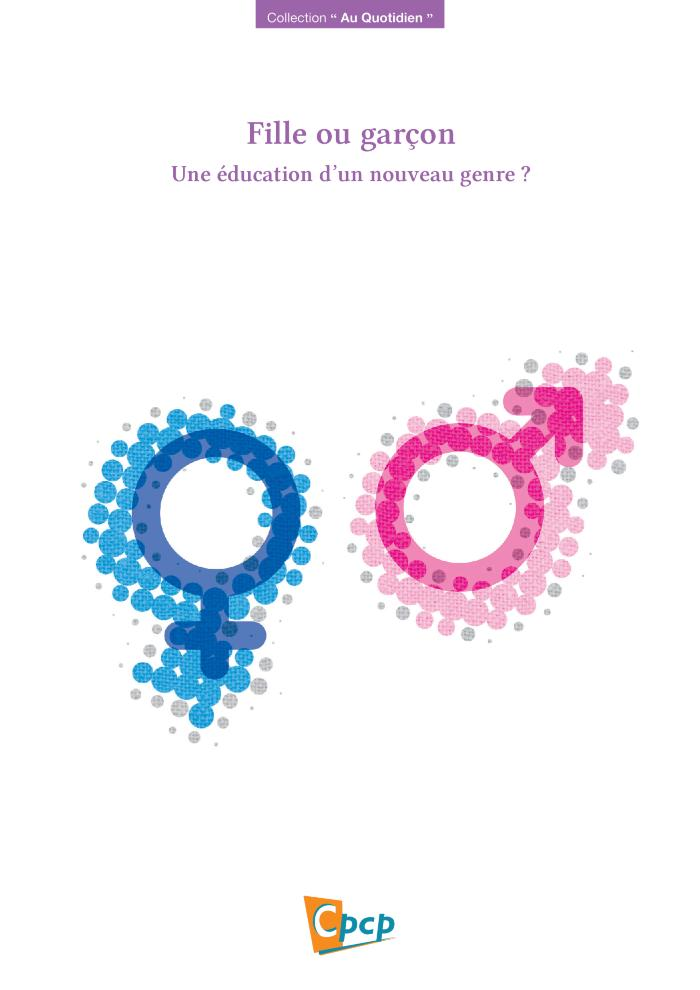 Collection “ Au Quotidien ”
Fille ou garçon
Une éducation d’un nouveau genre ?
Cpcp